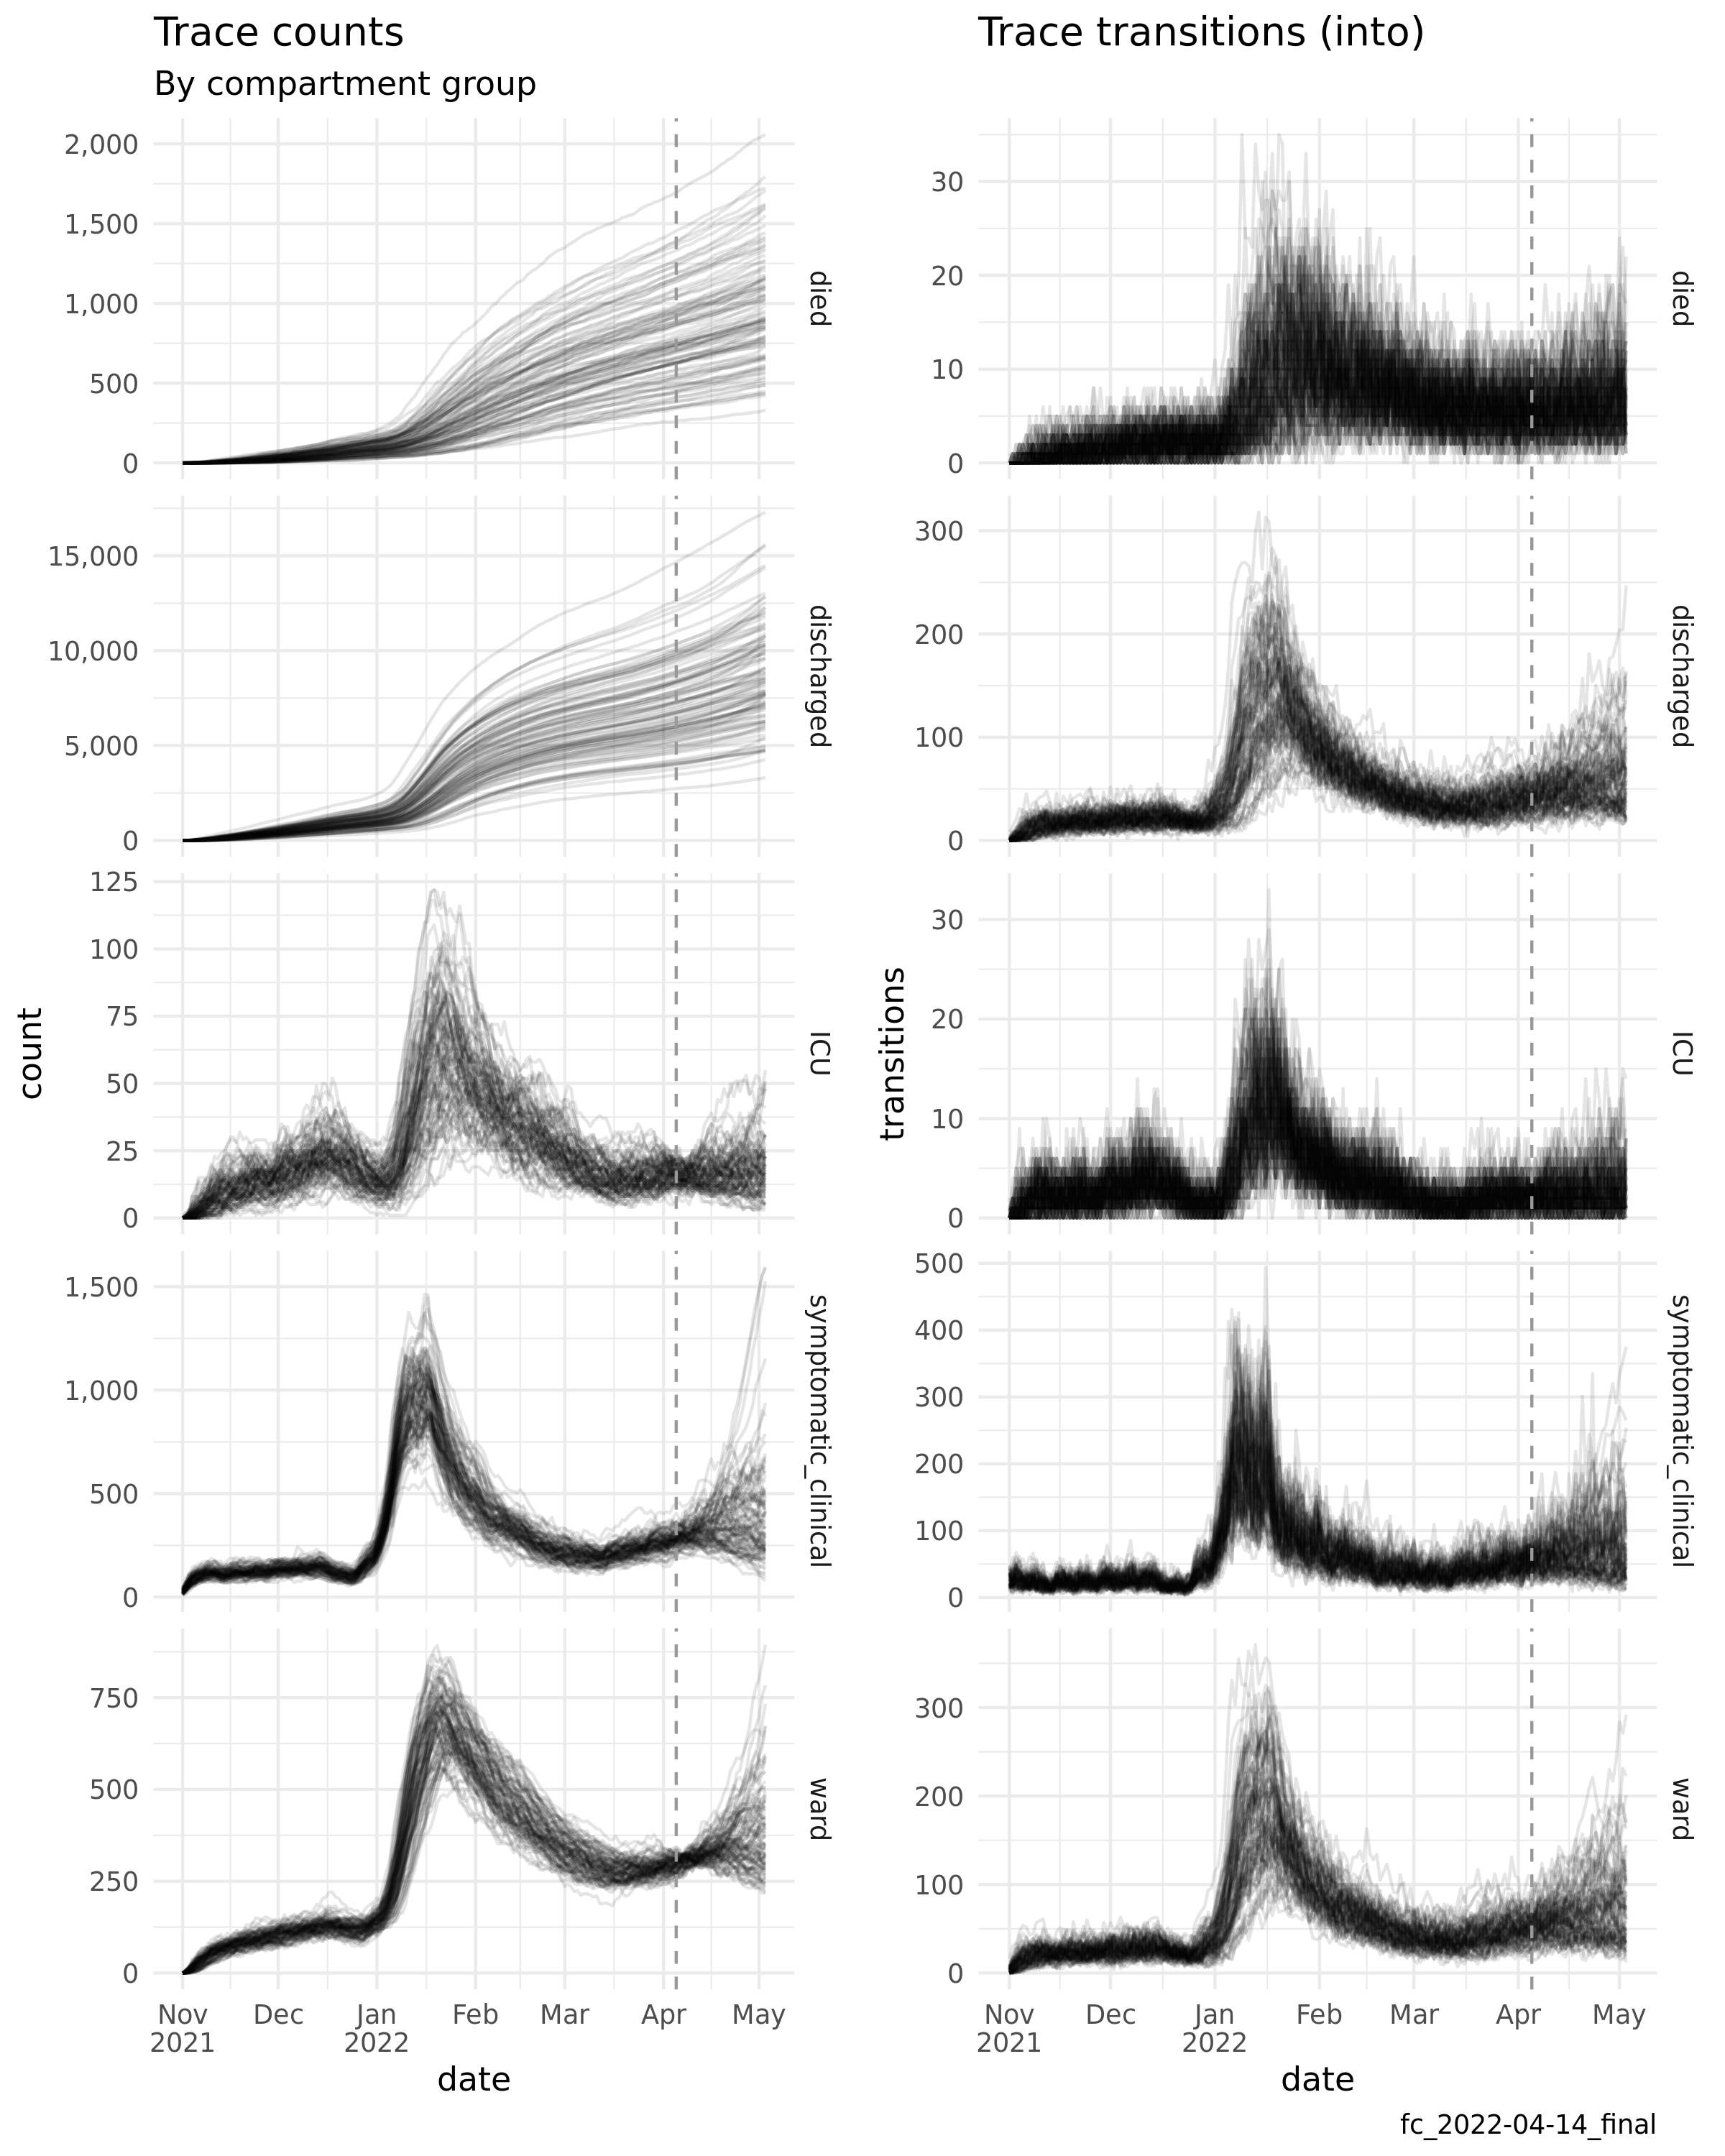 Trace counts
By compartment group
2,000
1,500
1,000
500
0
died
15,000
10,000
5,000
0
discharged
125
100
75
50
25
0
ICU
1,500
1,000
500
0
symptomatic_clinical
750
500
250
0
ward
count
Nov Dec Jan Feb Mar Apr May
2021 2022
date
Trace transitions (into)
30
20
10
0
died
300
200
100
0
discharged
30
20
10
0
ICU
500
400
300
200
100
0
symptomatic_clinical
300
200
100
0
ward
transitions
Nov Dec Jan Feb Mar Apr May
2021 2022
date
fc_2022-04-14_final